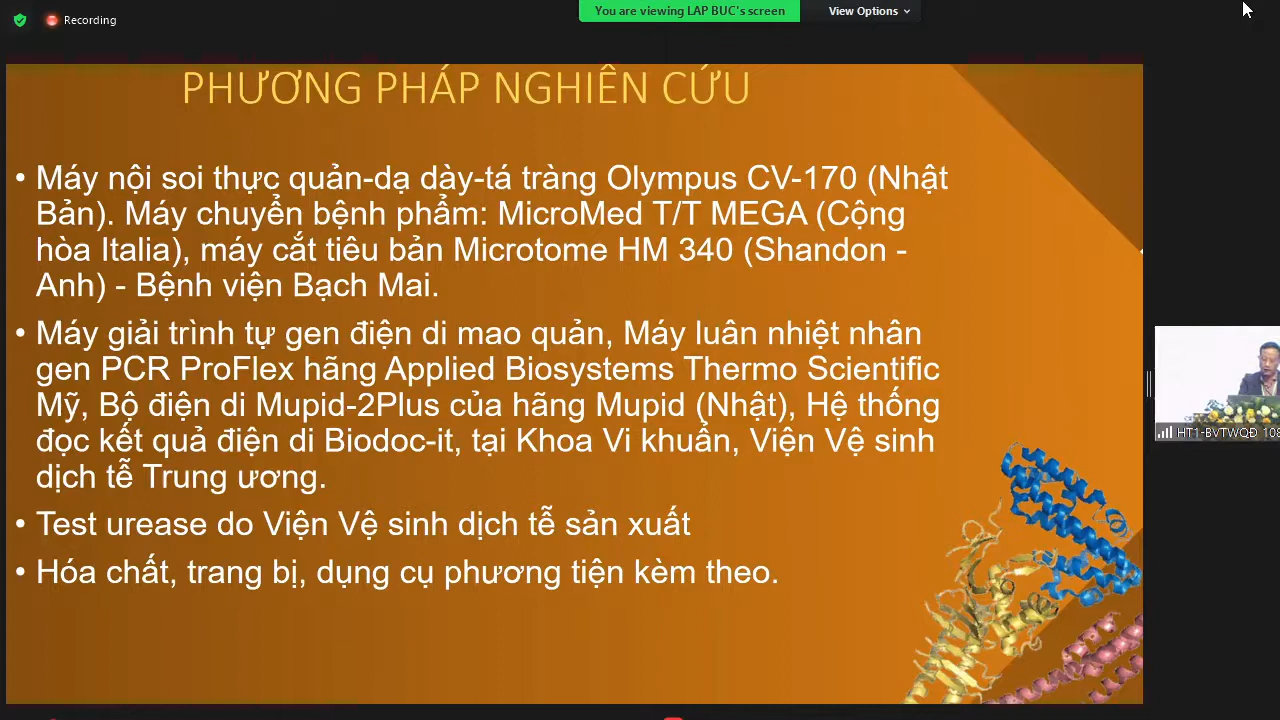 Recording
You are viewing LAP BUC's screen
View Options
PHƯƠNG PHÁP NGHIÊN CỨU
• Máy nội soi thực quản-dạ dày-tá tràng Olympus CV-170 (Nhật
Bản). Máy chuyển bệnh phẩm: MicroMed T/T MEGA (Cộng
hòa Italia), máy cắt tiêu bản Microtome HM 340 (Shandon -
Anh) - Bệnh viện Bạch Mai.
• Máy giải trình tự gen điện di mao quản, Máy luân nhiệt nhân
gen PCR ProFlex hãng Applied Biosystems Thermo Scientific
Mỹ, Bộ điện di Mupid-2Plus của hãng Mupid (Nhật), Hệ thống
đọc kết quả điện di Biodoc-it, tại Khoa Vi khuẩn, Viện Vệ sinh
dịch tễ Trung ương.
• Test urease do Viện Vệ sinh dịch tễ sản xuất
• Hóa chất, trang bị, dụng cụ phương tiện kèm theo.
HT1-BVTWQĐ 108